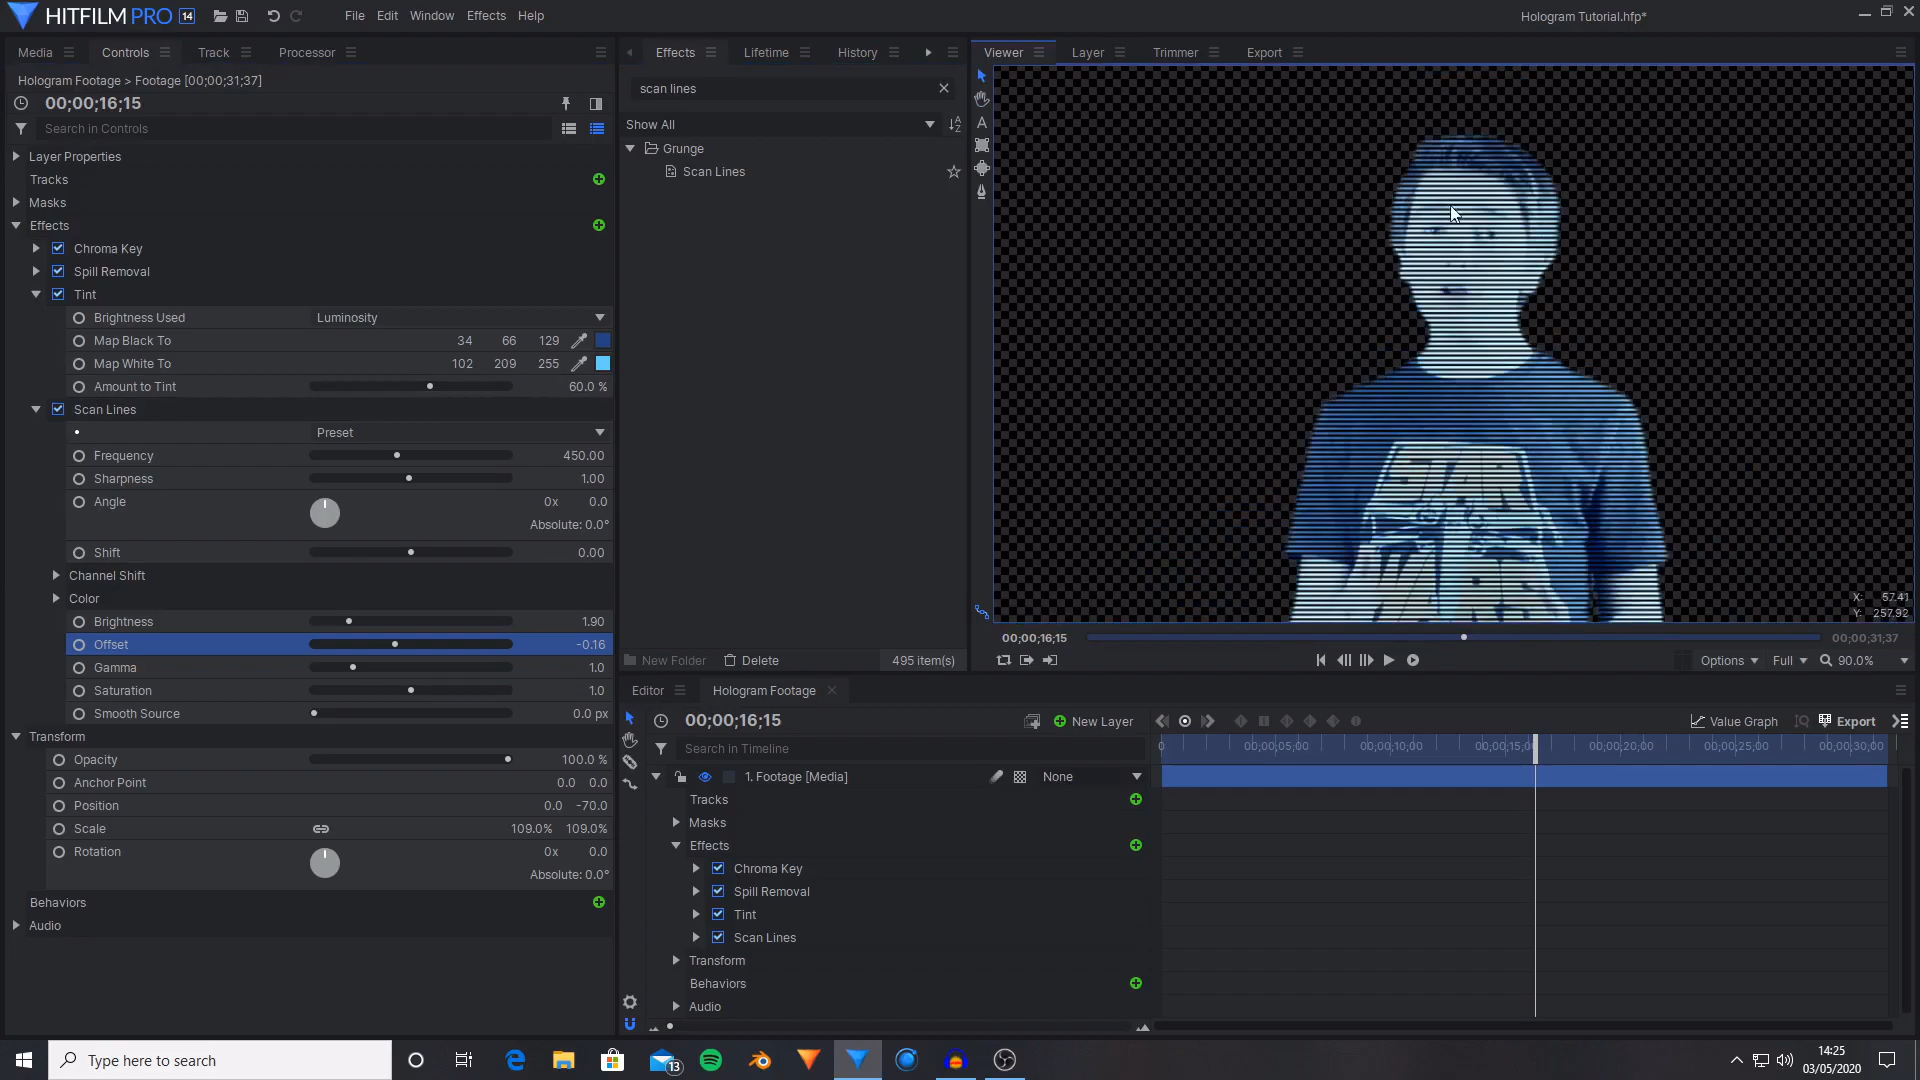 HITFILM PRO 14
File Edit Window Effects Help
Hologram Tutorial.hfp*
Media Controls Track Processor
Hologram Footage > Footage [00;00;31;37]
00;00;16;15
Search in Controls
Layer Properties
Tracks
Masks
Effects
Chroma Key
Spill Removal
Tint
Brightness Used Luminosity
Map Black To 34 66 129
Map White To 102 209 255
Amount to Tint 60.0 %
Scan Lines
Preset
Frequency 450.00
Sharpness 1.00
Angle 0x 0.0
Absolute: 0.0°
Shift 0.00
Channel Shift
Color
Brightness 1.90
Offset -0.16
Gamma 1.0
Saturation 1.0
Smooth Source 0.0 px
Transform
Opacity 100.0 %
Anchor Point 0.0 0.0
Position 0.0 -70.0
Scale 109.0% 109.0%
Rotation 0x 0.0
Absolute: 0.0°
Behaviors
Audio
Effects Lifetime History
scan lines
Show All
Grunge
Scan Lines
New Folder Delete 495 item(s)
Viewer Layer Trimmer Export
X: 57.41
Y: 257.92
00;00;16;15 00;00;31;37
Options Full 90.0%
Editor Hologram Footage
00;00;16;15 New Layer Value Graph Export
Search in Timeline
0 00;00;05;00 00;00;10;00 00;00;15;0 00;00;20;00 00;00;25;00 00;00;30;00
1. Footage [Media] None
Tracks
Masks
Effects
Chroma Key
Spill Removal
Tint
Scan Lines
Transform
Behaviors
Audio
Type here to search
13
14:25
03/05/2020